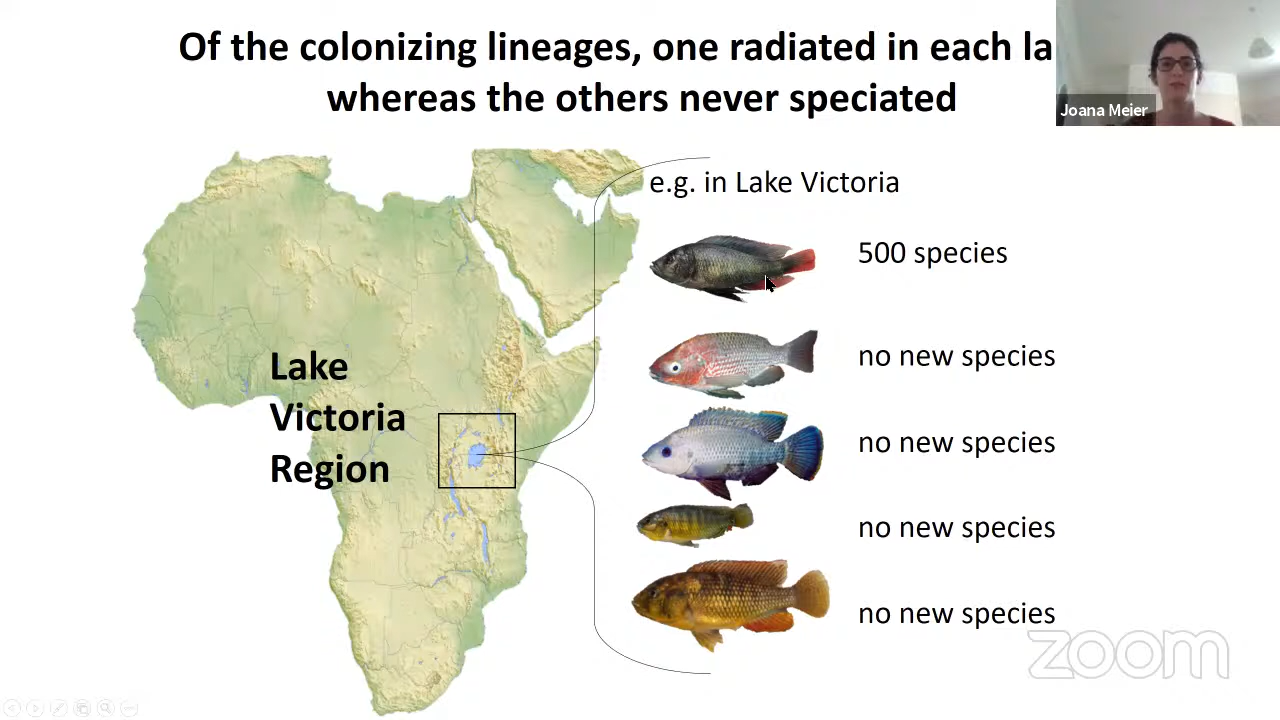 Of the colonizing lineages, one radiated in each la
whereas the others never speciated
Joana Meier
e.g. in Lake Victoria
500 species
no new species
Lake
Victoria
Region
no new species
no new species
no new species
zoom